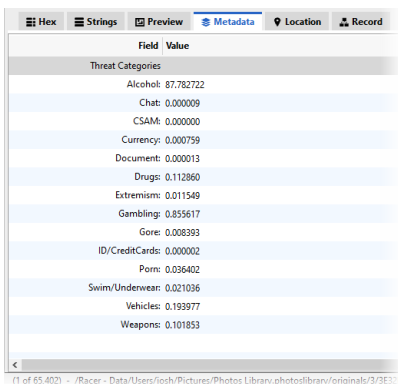 Hex Strings Preview Metadata Location Record
Field Value
Threat Categories
Alcohol: 87.782722
Chat: 0.000009
CSAM: 0.000000
Currency: 0.000759
Document: 0.000013
Drugs: 0.112860
Extremism: 0.011549
Gambling: 0.855617
Gore: 0.008393
ID/CreditCards: 0.000002
Porn: 0.036402
Swim/Underwear: 0.021036
Vehicles: 0.193977
Weapons: 0.101853
(1 of 65,402) - /Racer - Data/Users/josh/Pictures/Photos Library.photoslibrary/originals/3/3E32